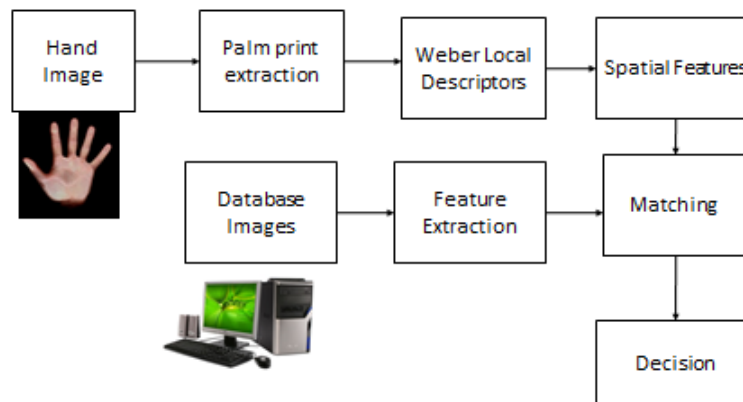 Hand
Image
Palm print
extraction
Weber Local
Descriptors
Spatial Features
Database
Images
Feature
Extraction
Matching
Decision